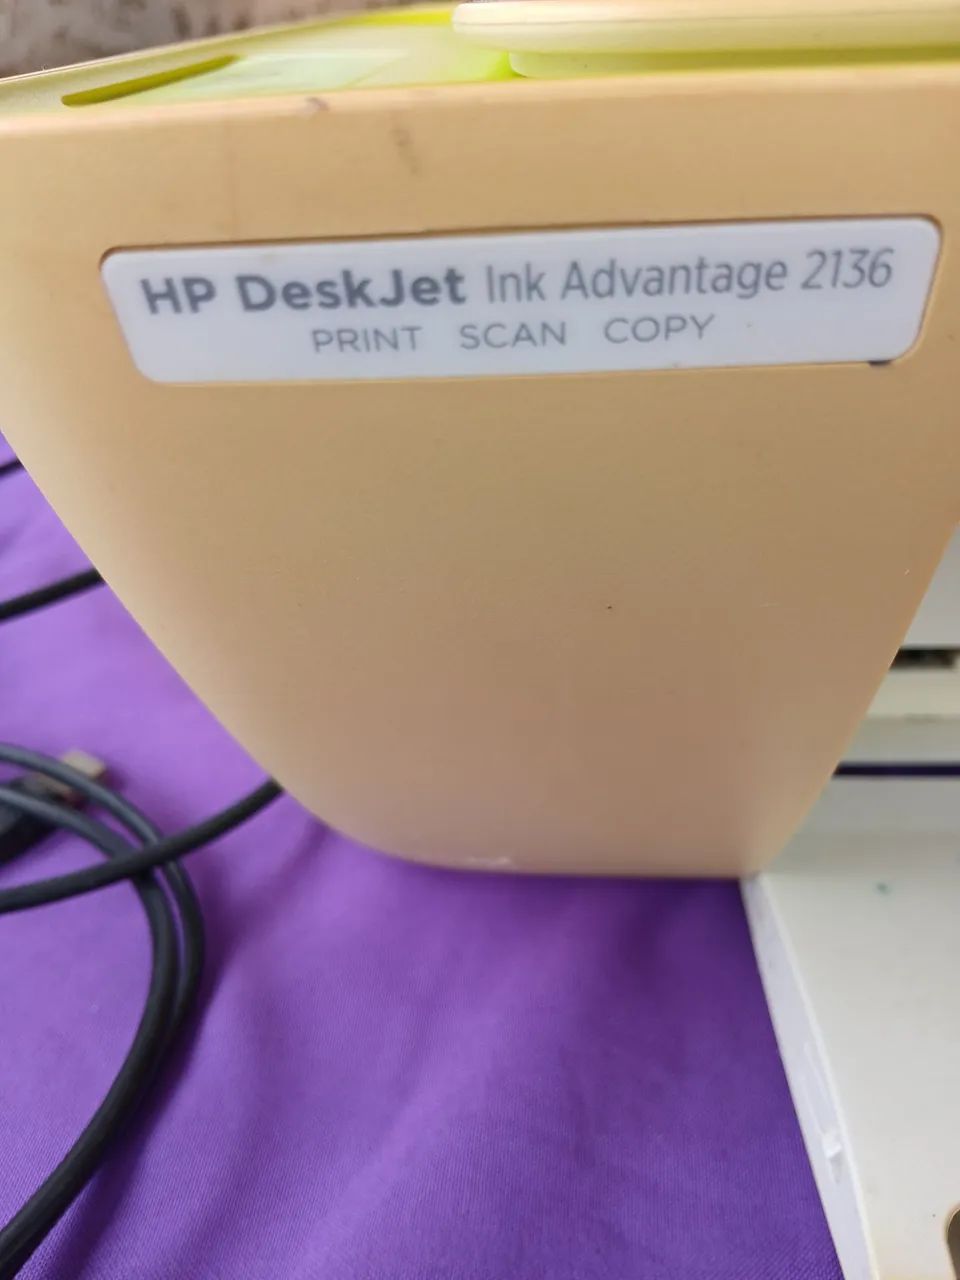 HP DeskJet Ink Advantage 2136
PRINT SCAN COPY